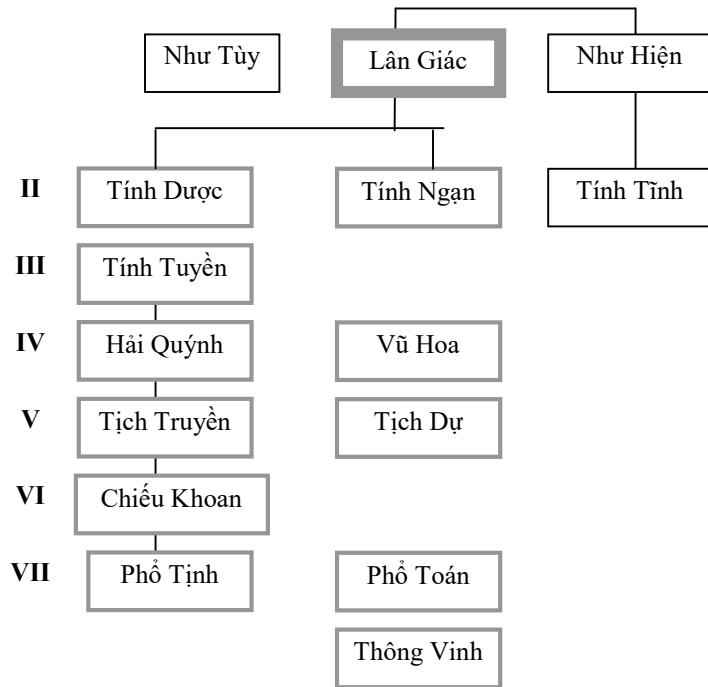 Như Tùy
Lân Giác
Như Hiện
II
Tính Dược
Tính Ngạn
Tính Tĩnh
III
Tính Tuyền
IV
Hải Quýnh
Vũ Hoa
V
Tịch Truyền
Tịch Dự
VI
Chiếu Khoan
VII
Phổ Tịnh
Phổ Toán
Thông Vinh